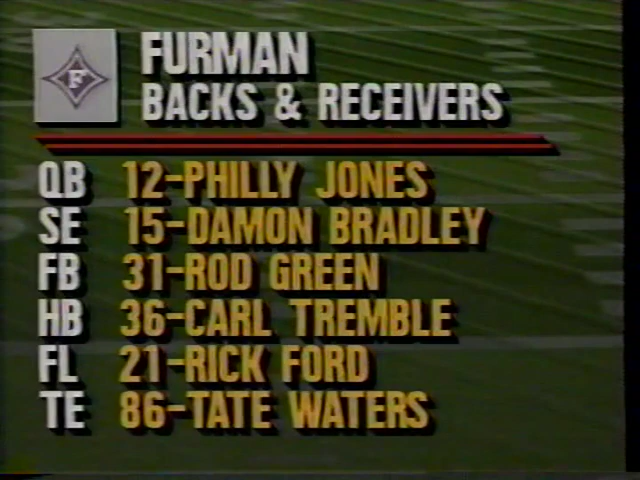 F
FURMAN
BACKS & RECEIVERS
QB 12-PHILLY JONES
SE 15-DAMON BRADLEY
FB 31-ROD GREEN
HB 36-CARL TREMBLE
FL 21-RICK FORD
TE 86-TATE WATERS